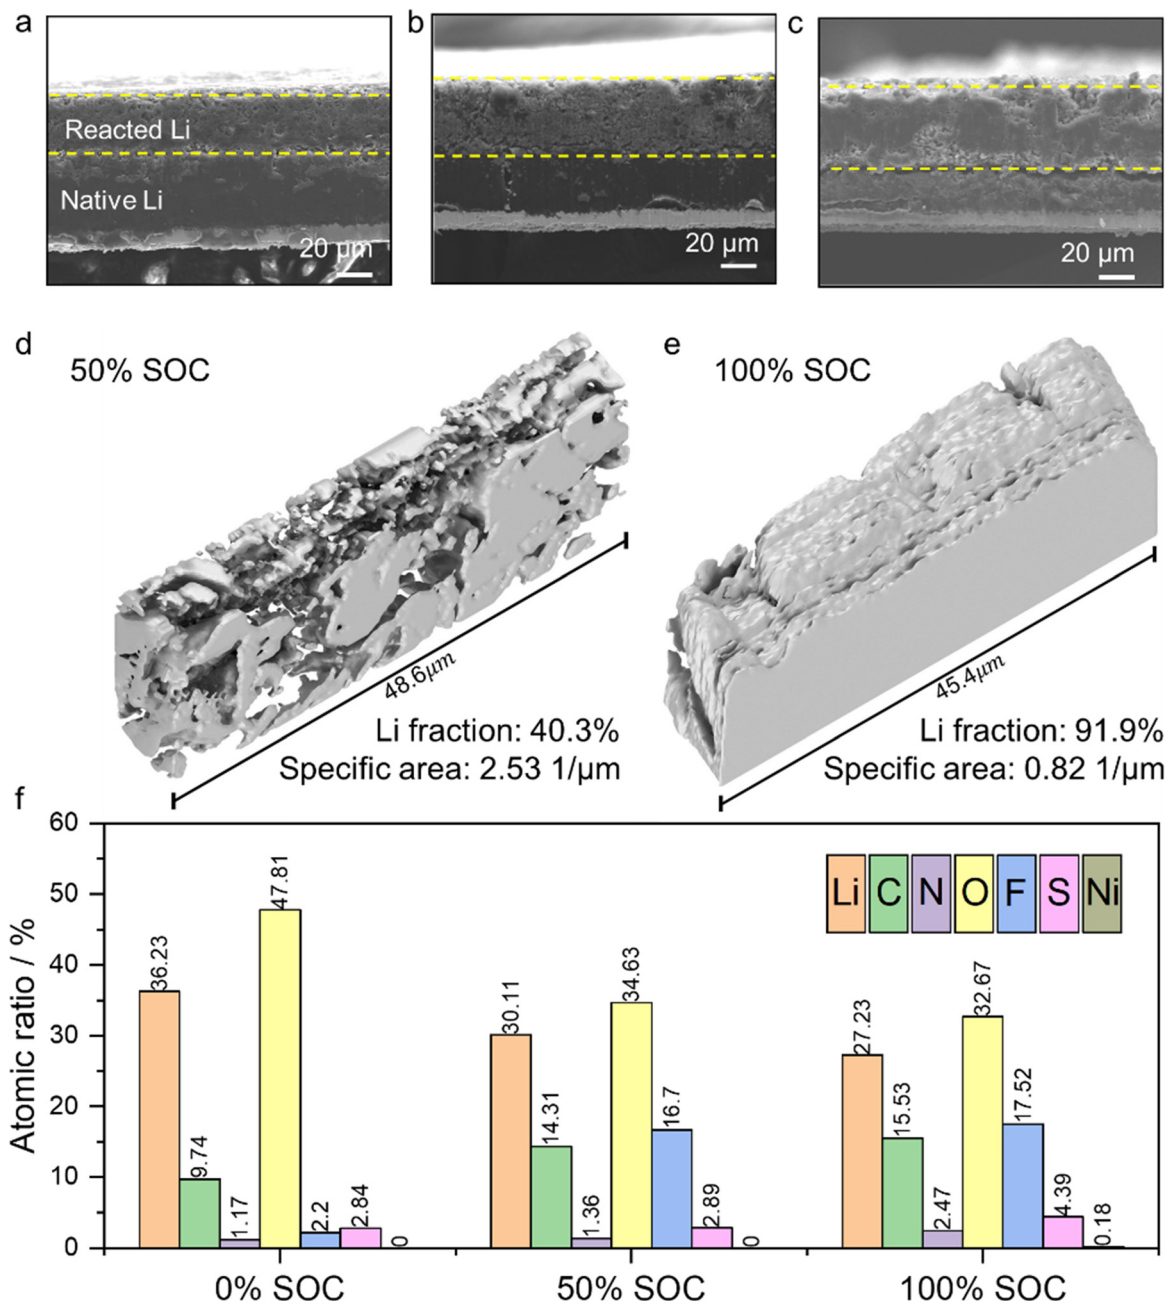 a
b
c
Reacted Li
Native Li
20 µm
20 µm
20 µm
d
50% SOC
48.6µm
Li fraction: 40.3%
Specific area: 2.53 1/µm
e
100% SOC
45.4µm
Li fraction: 91.9%
Specific area: 0.82 1/µm
f
Atomic ratio / %
60
50
40
30
20
10
0
Li C N O F S Ni
36.23
9.74
1.17
47.81
2.2
2.84
0
30.11
14.31
1.36
34.63
16.7
2.89
0
27.23
15.53
2.47
32.67
17.52
4.39
0.18
0% SOC
50% SOC
100% SOC